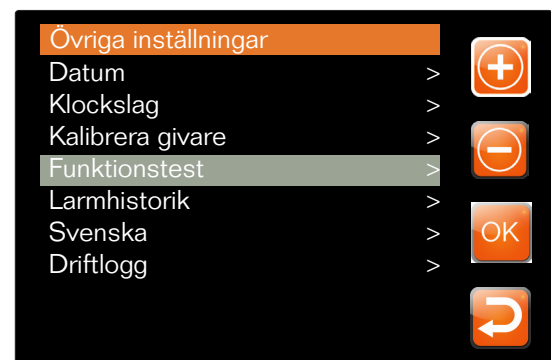 Övriga inställningar
Datum >
Klockslag >
Kalibrera givare >
Funktionstest >
Larmhistorik >
Svenska >
Driftlogg >
OK